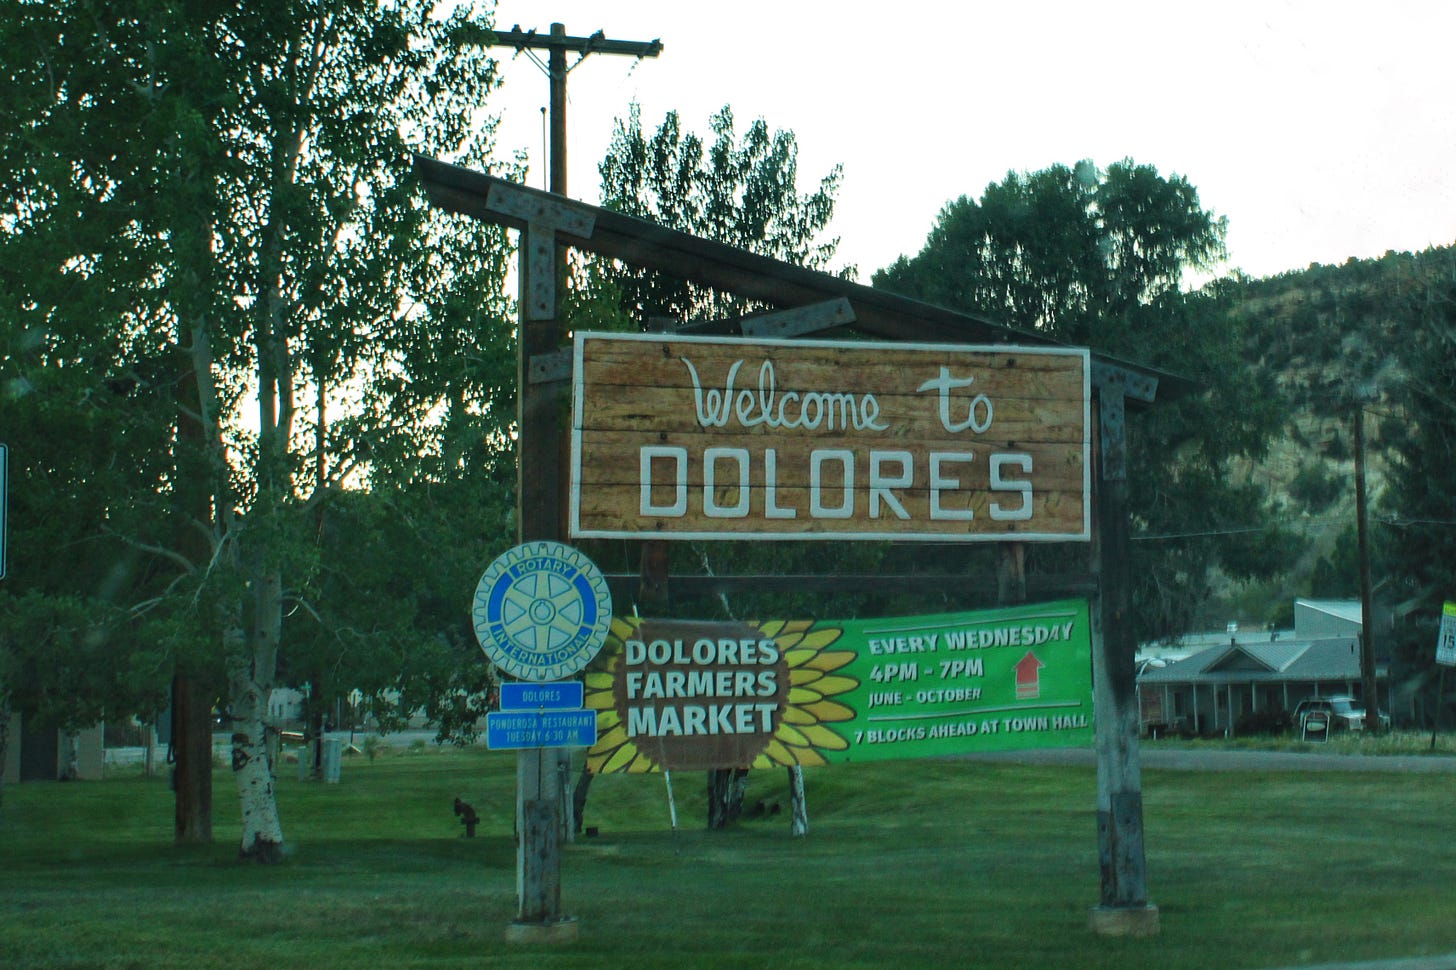 Welcome to
DOLORES
ROTARY
INTERNATIONAL
DOLORES
PONDEROSA RESTAURANT
TUESDAY 6:30 AM
DOLORES
FARMERS
MARKET
EVERY WEDNESDAY
4PM - 7PM
JUNE - OCTOBER
7 BLOCKS AHEAD AT TOWN HALL